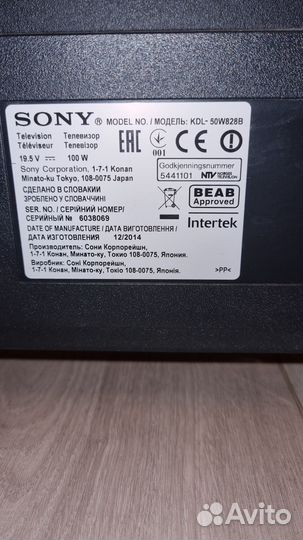 SONY® MODEL NO. / МОДЕЛЬ: KDL- 50W828B
Television Телевизор
Téléviseur Телевізор
19.5 V 100 W
EAC
001
Sony Corporation, 1-7-1 Konan
Minato-ku Tokyo, 108-0075 Japan
Godkjenningsnummer
5441101
СДЕЛАНО В СЛОВАКИИ
ЗРОБЛЕНО У СЛОВАЧЧИНІ
BEAB
Approved
SER. NO. / СЕРІЙНИЙ НОМЕР/
СЕРИЙНЫЙ № 6038069
Intertek
DATE OF MANUFACTURE / ДАТА ВИГОТОВЛЕННЯ /
ДАТА ИЗГОТОВЛЕНИЯ 12/2014
Производитель: Сони Корпорейшн,
1-7-1 Конан, Минато-ку, Токио 108-0075, Япония.
Виробник: Соні Корпорейшн,
1-7-1 Конан, Мінато-ку, Токіо 108-0075, Японія.
>PP<
Avito